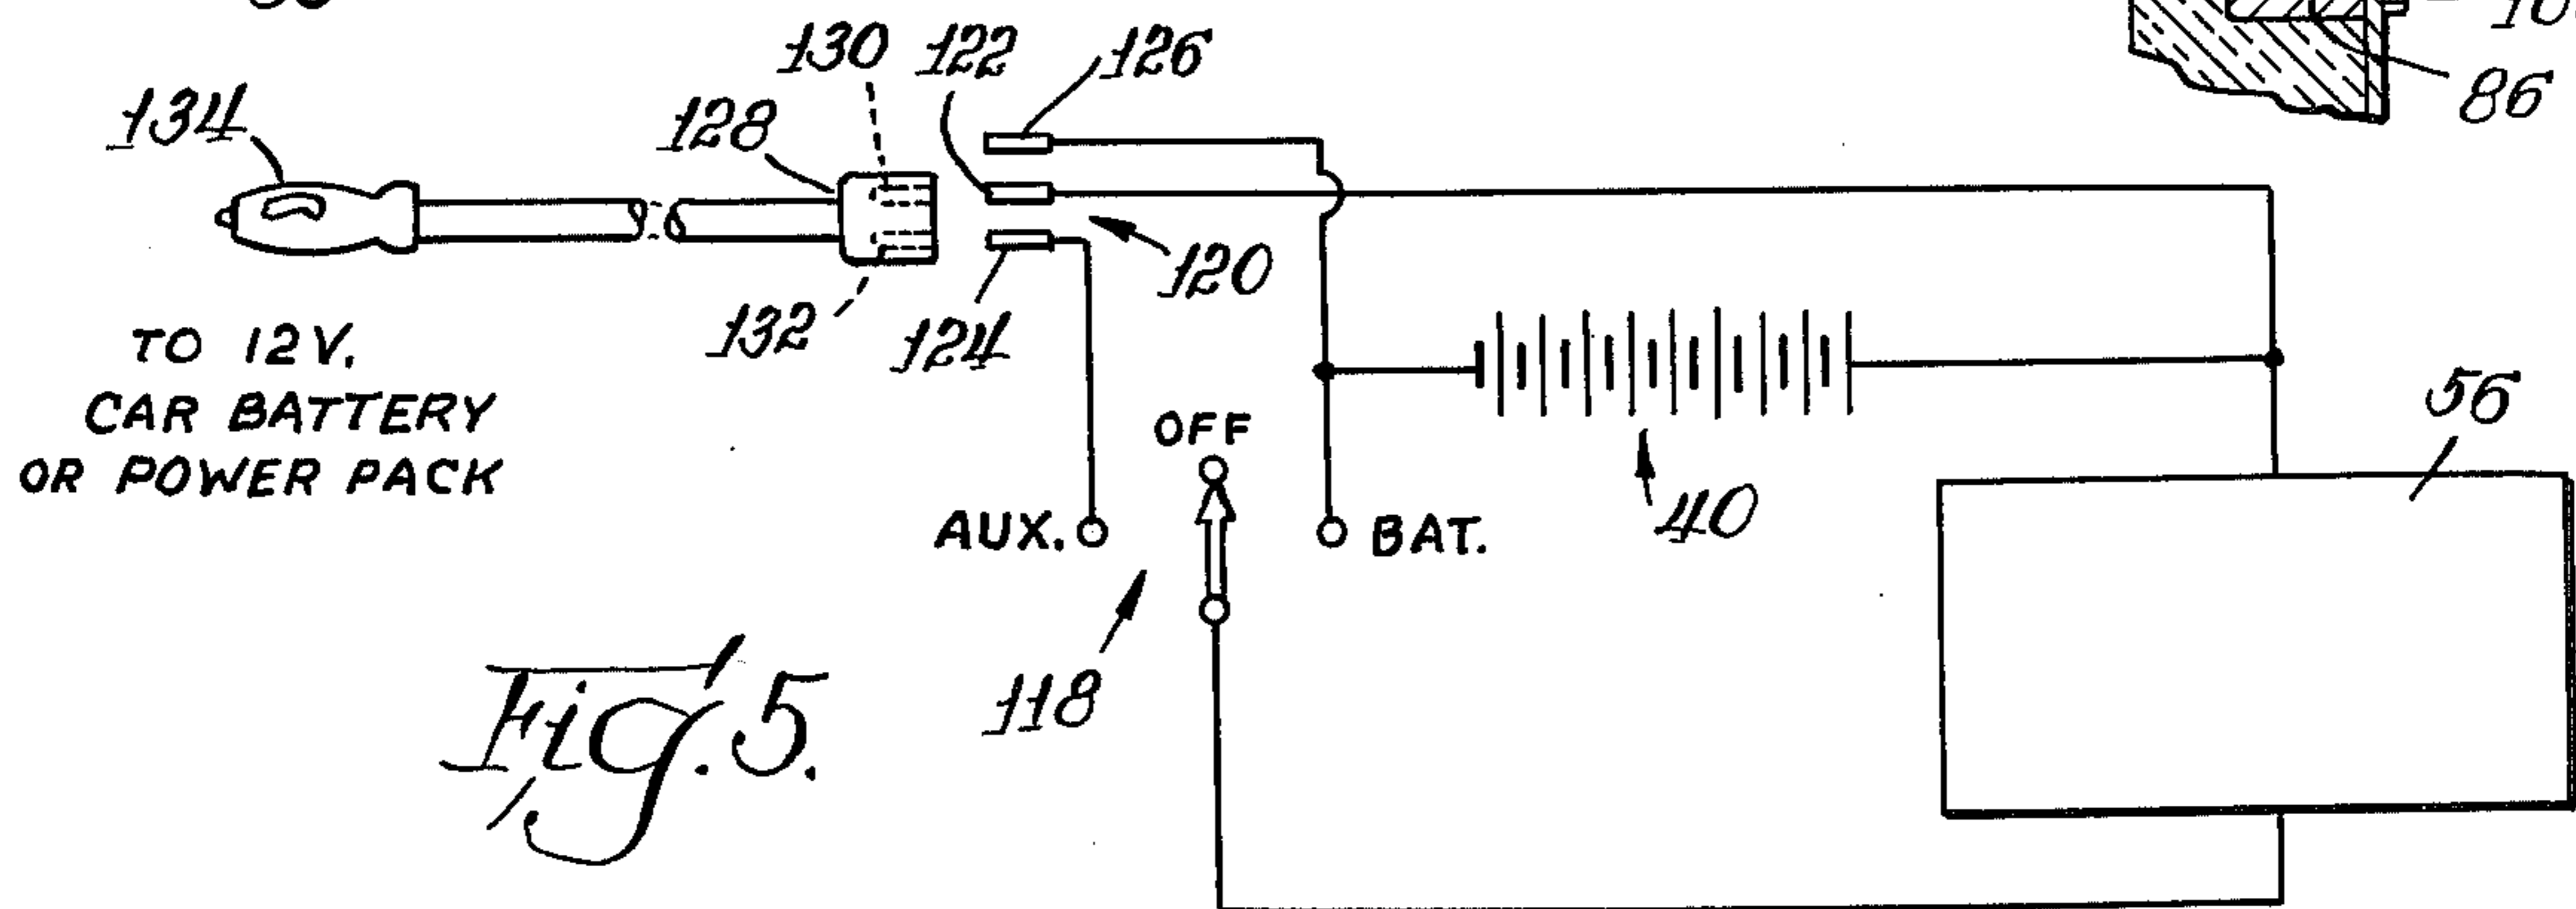 130 122 126
134 128
86
120
132 124
TO 12V.
CAR BATTERY
OR POWER PACK
OFF
56
40
AUX. BAT.
118
Fig. 5.